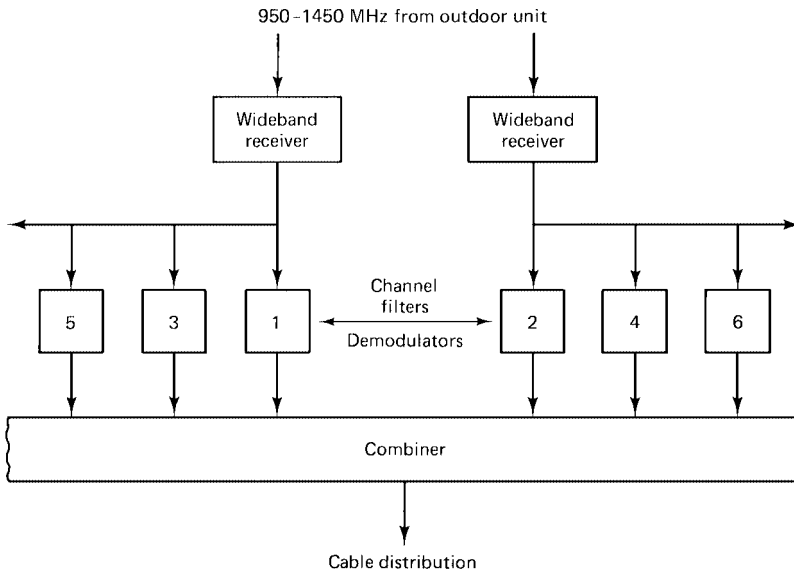 950-1450 MHz from outdoor unit
Wideband
receiver
Wideband
receiver
5
3
1
Channel
filters
Demodulators
2
4
6
Combiner
Cable distribution